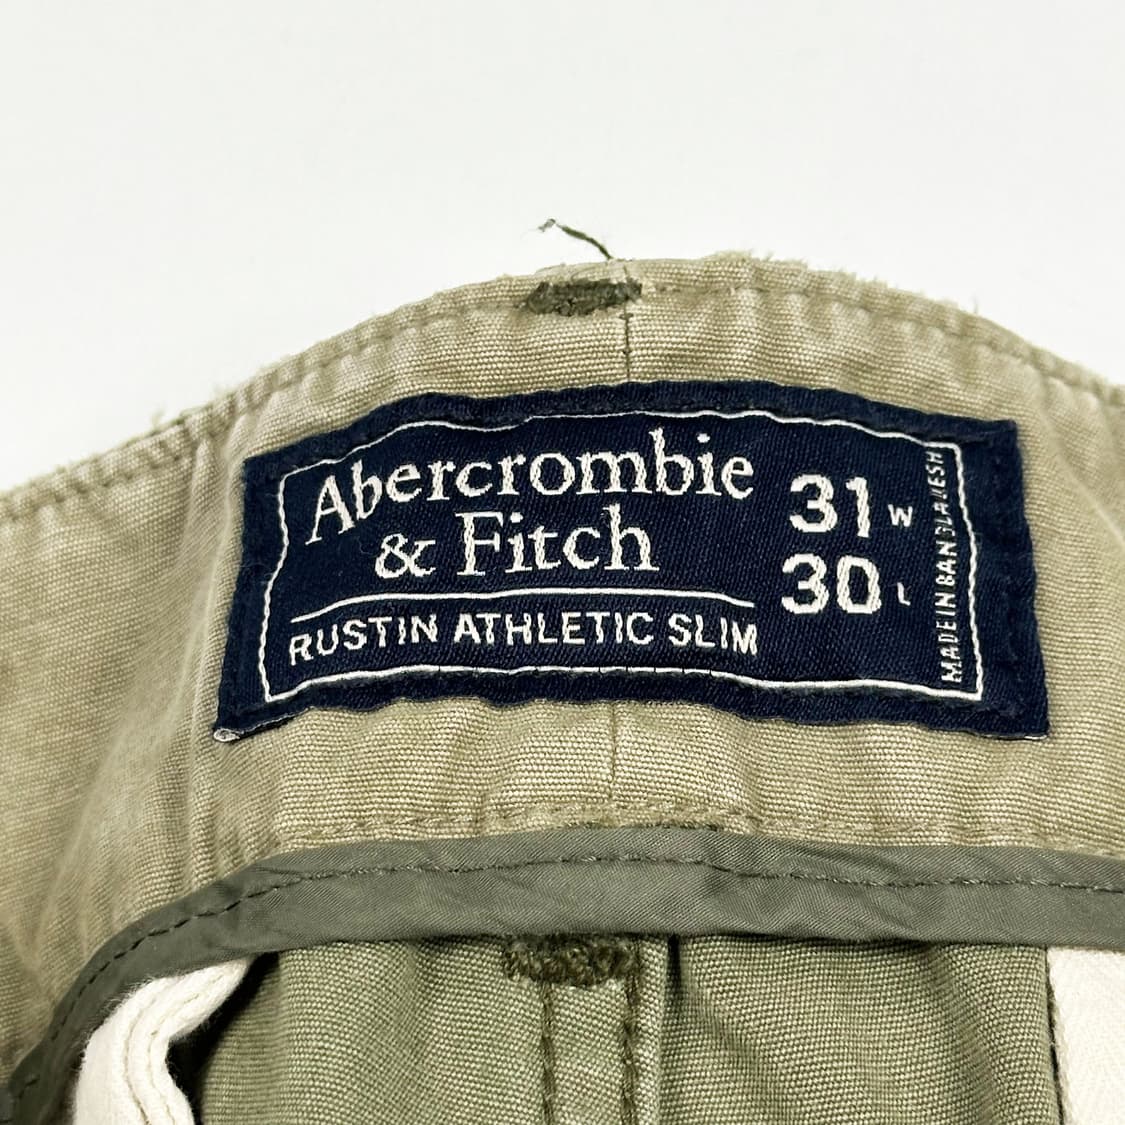 Abercrombie
& Fitch
RUSTIN ATHLETIC SLIM
31 W
30 L
MADE IN BANGLADESH